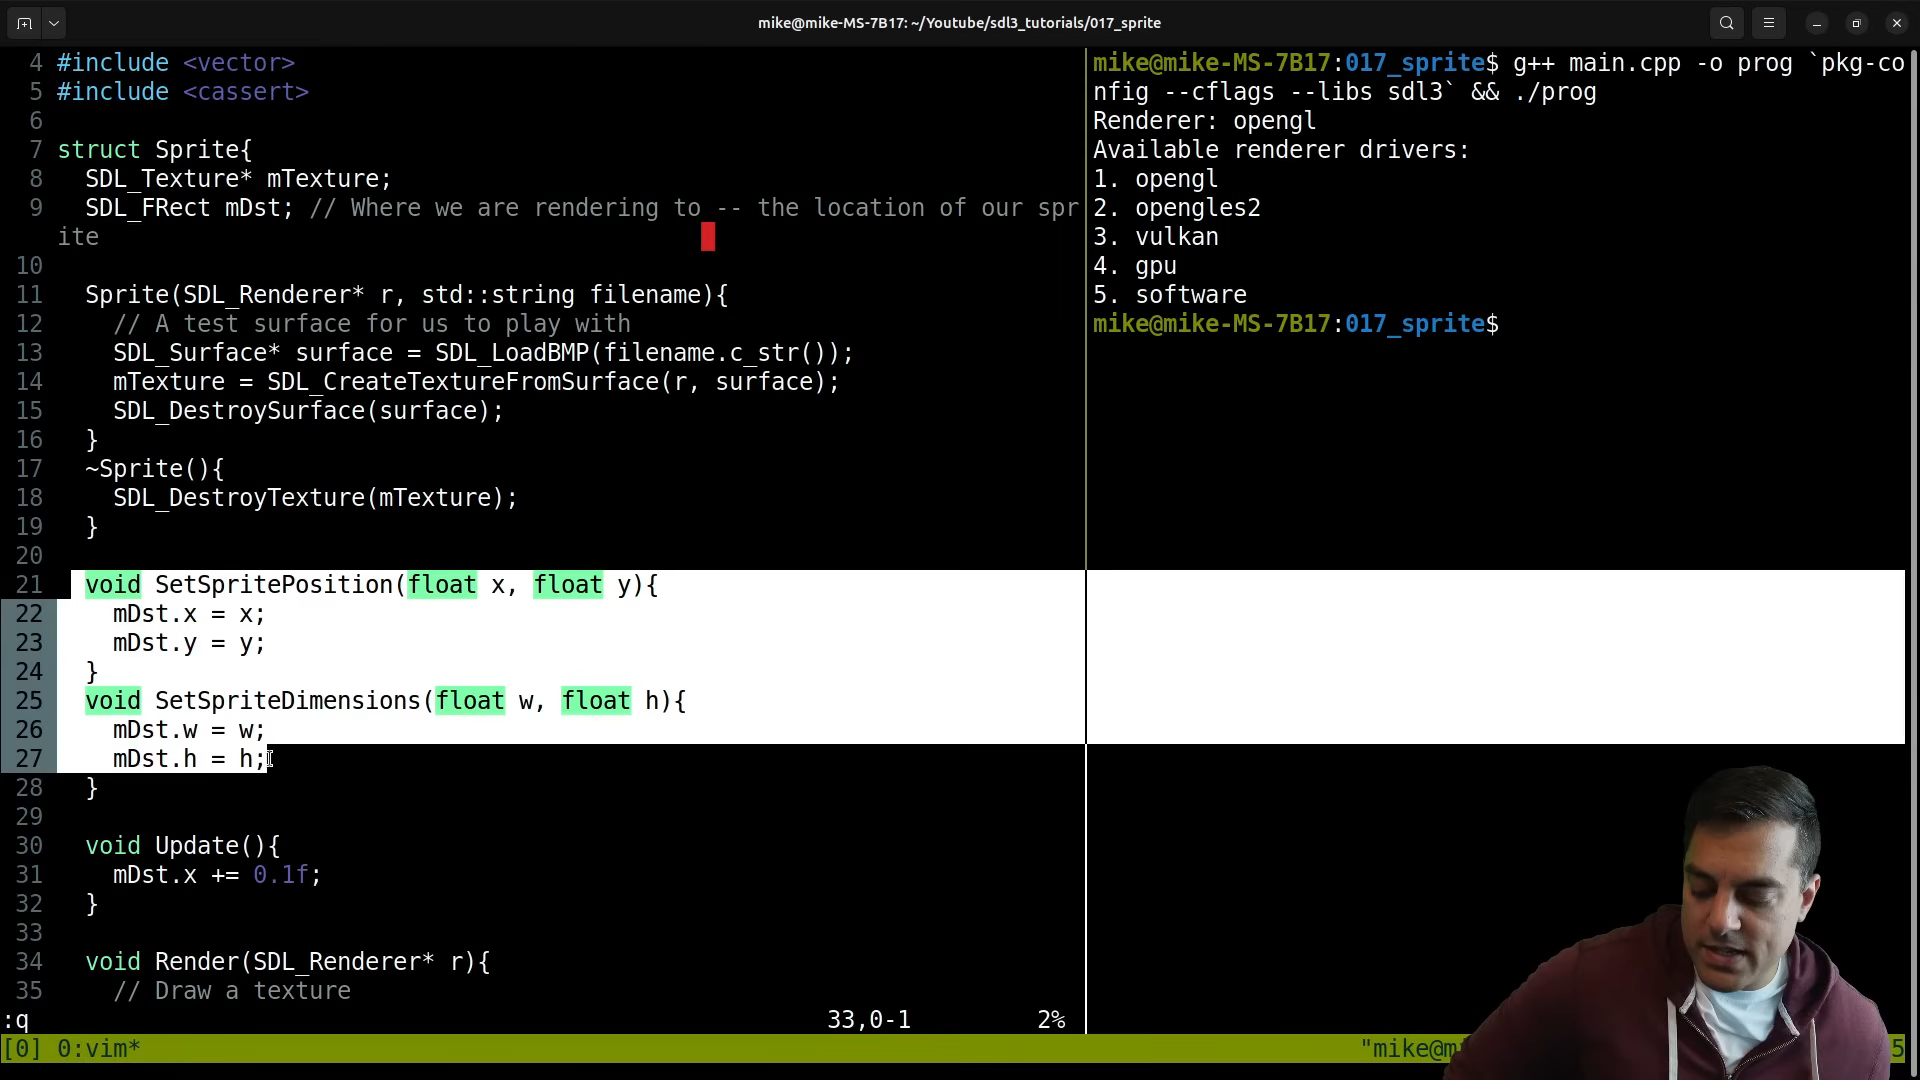 mike@mike-MS-7B17: ~/Youtube/sdl3_tutorials/017_sprite
4 #include <vector>
5 #include <cassert>
6
7 struct Sprite{
8   SDL_Texture* mTexture;
9   SDL_FRect mDst; // Where we are rendering to -- the location of our spr
ite
10
11   Sprite(SDL_Renderer* r, std::string filename){
12     // A test surface for us to play with
13     SDL_Surface* surface = SDL_LoadBMP(filename.c_str());
14     mTexture = SDL_CreateTextureFromSurface(r, surface);
15     SDL_DestroySurface(surface);
16   }
17   ~Sprite(){
18     SDL_DestroyTexture(mTexture);
19   }
20
21   void SetSpritePosition(float x, float y){
22     mDst.x = x;
23     mDst.y = y;
24   }
25   void SetSpriteDimensions(float w, float h){
26     mDst.w = w;
27     mDst.h = h;
28   }
29
30   void Update(){
31     mDst.x += 0.1f;
32   }
33
34   void Render(SDL_Renderer* r){
35     // Draw a texture
:q 33,0-1 2%
mike@mike-MS-7B17:017_sprite$ g++ main.cpp -o prog `pkg-co
nfig --cflags --libs sdl3` && ./prog
Renderer: opengl
Available renderer drivers:
1. opengl
2. opengles2
3. vulkan
4. gpu
5. software
mike@mike-MS-7B17:017_sprite$
[0] 0:vim* "mike@m 5